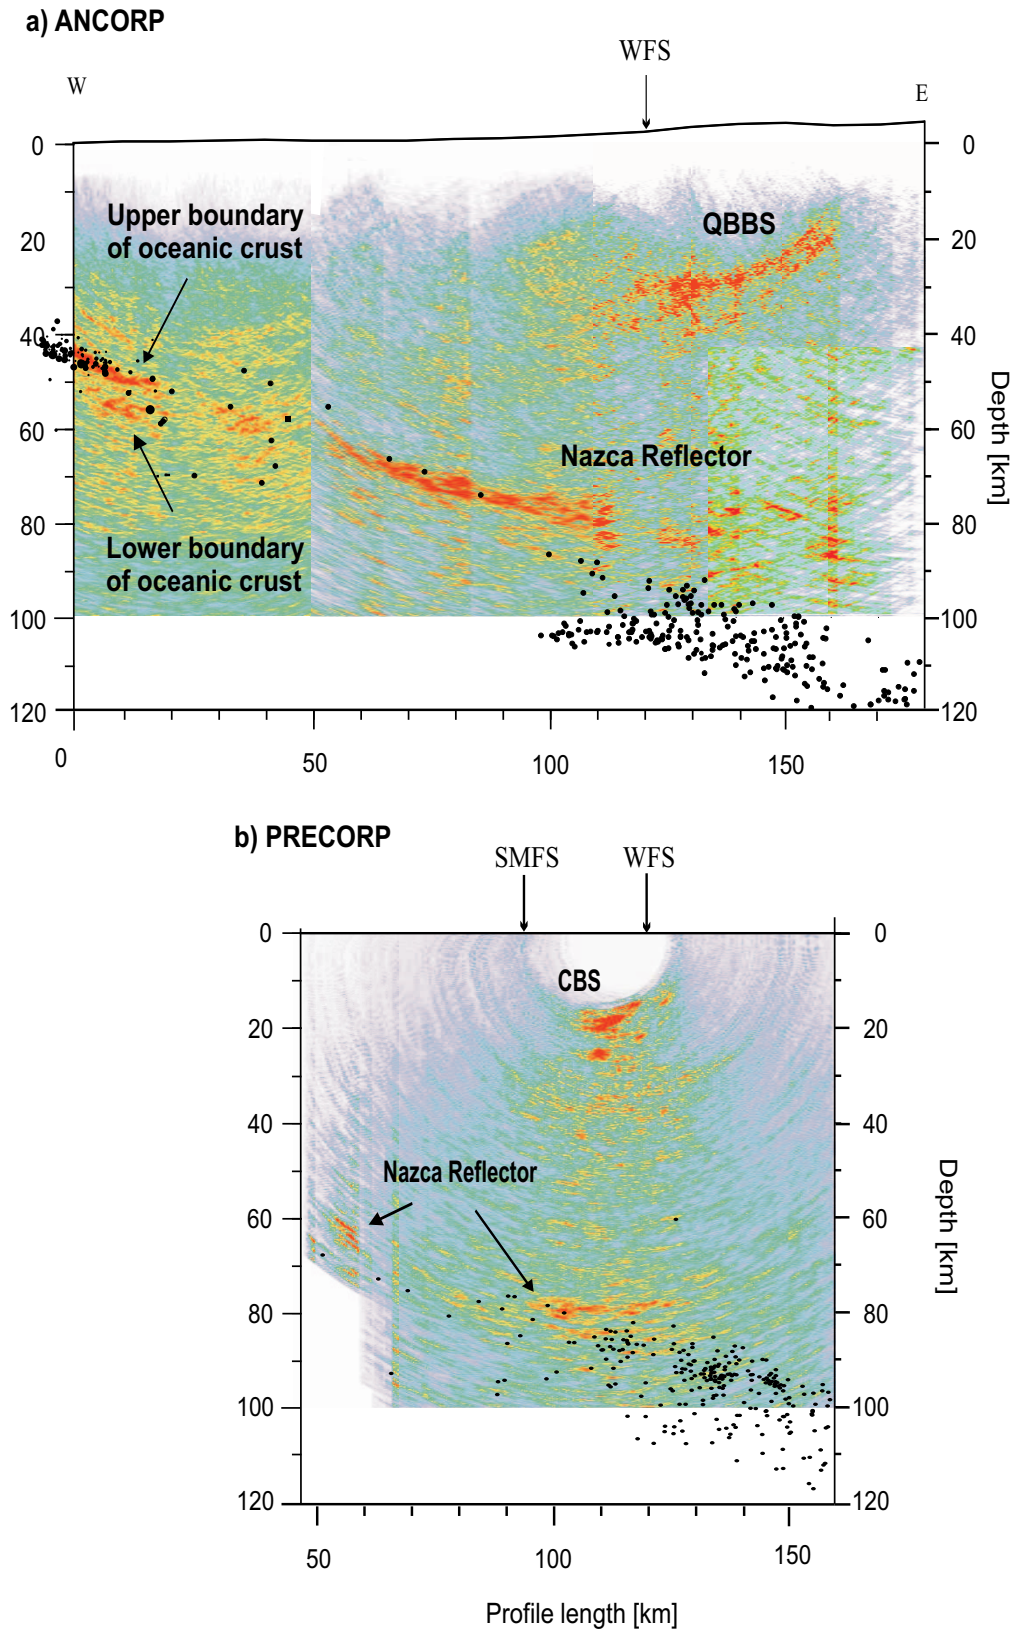 a) ANCORP
WFS
W
E
0
0
Upper boundary
of oceanic crust
QBBS
20
20
40
40
Depth [km]
60
60
Nazca Reflector
80
80
Lower boundary
of oceanic crust
100
100
120
120
0
50
100
150
b) PRECORP
SMFS
WFS
0
0
CBS
20
20
40
40
Nazca Reflector
Depth [km]
60
60
80
80
100
100
120
120
50
100
150
Profile length [km]